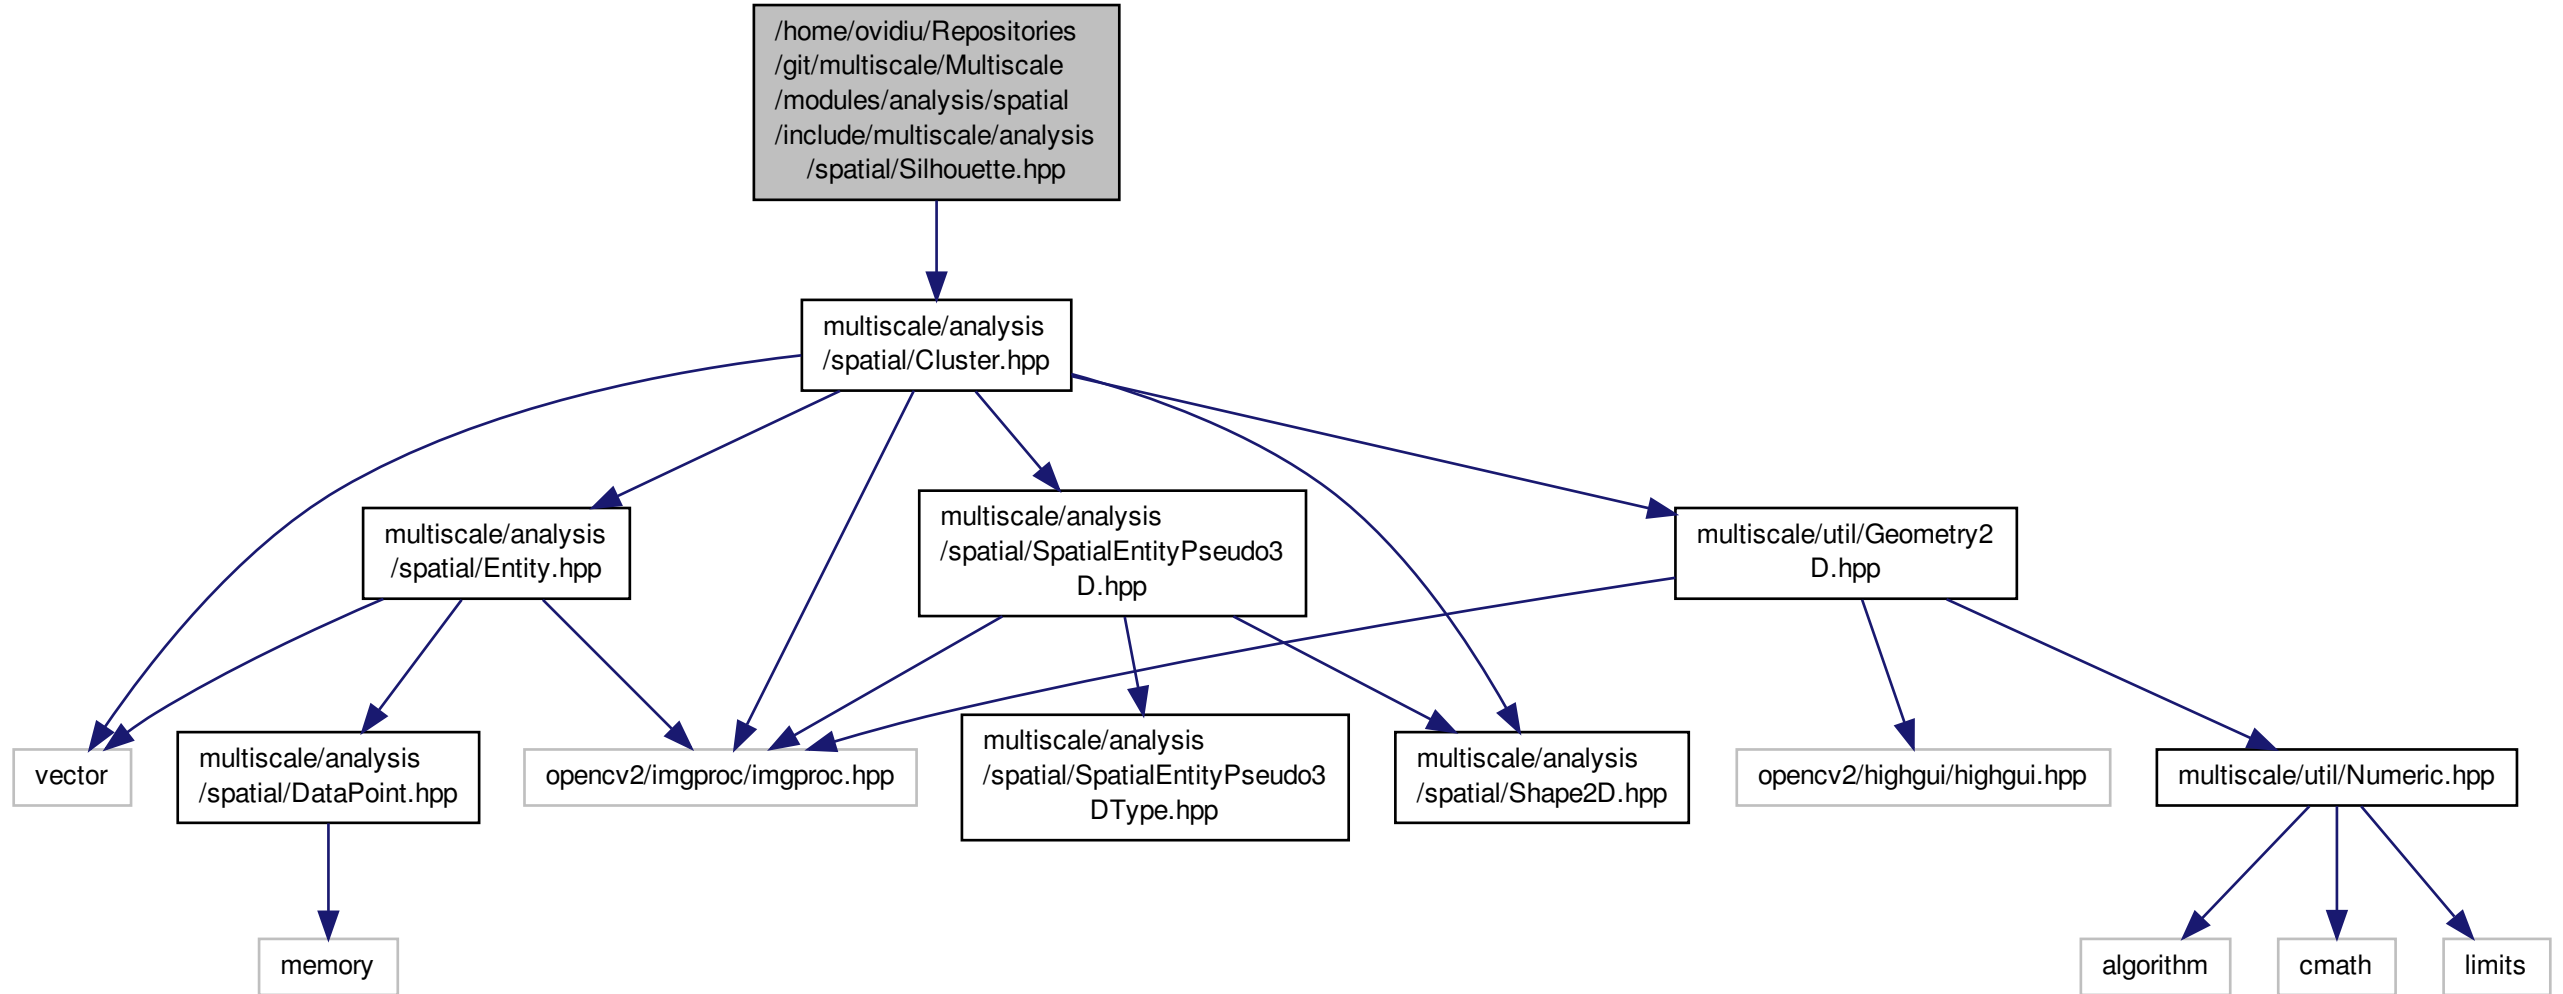 /home/ovidiu/Repositories
/git/multiscale/Multiscale
/modules/analysis/spatial
/include/multiscale/analysis
/spatial/Silhouette.hpp
multiscale/analysis
/spatial/Cluster.hpp
multiscale/analysis
/spatial/Entity.hpp
multiscale/analysis
/spatial/SpatialEntityPseudo3
D.hpp
multiscale/util/Geometry2
D.hpp
vector
multiscale/analysis
/spatial/DataPoint.hpp
opencv2/imgproc/imgproc.hpp
multiscale/analysis
/spatial/SpatialEntityPseudo3
DType.hpp
multiscale/analysis
/spatial/Shape2D.hpp
opencv2/highgui/highgui.hpp
multiscale/util/Numeric.hpp
memory
algorithm
cmath
limits